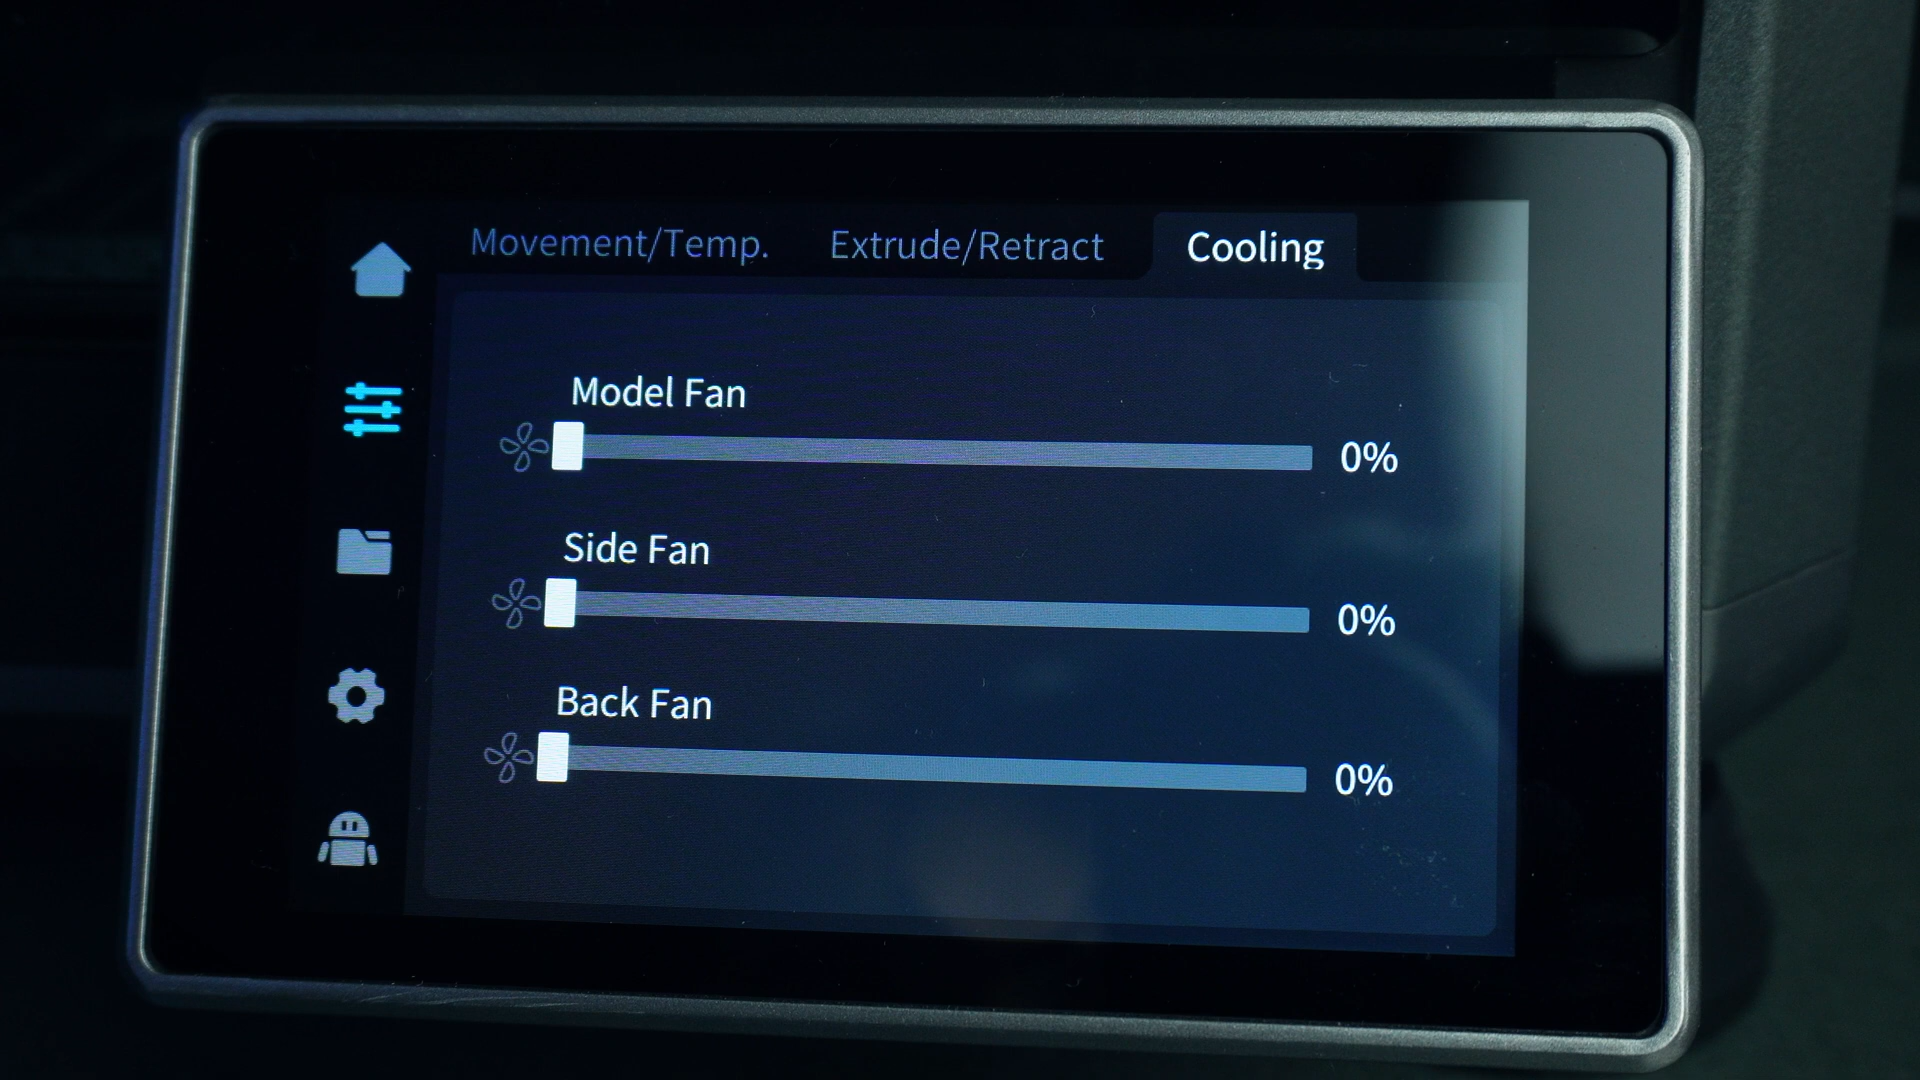 Movement/Temp. Extrude/Retract Cooling
Model Fan
0%
Side Fan
0%
Back Fan
0%